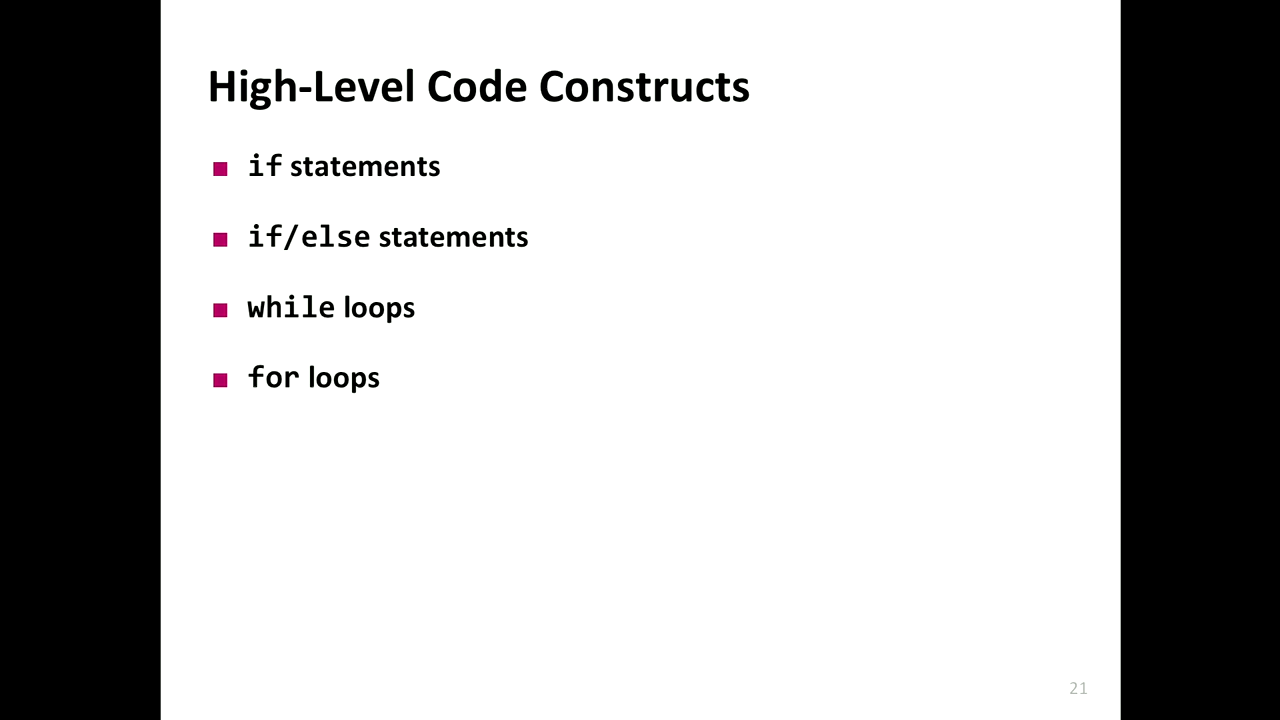 High-Level Code Constructs
if statements
if/else statements
while loops
for loops
21